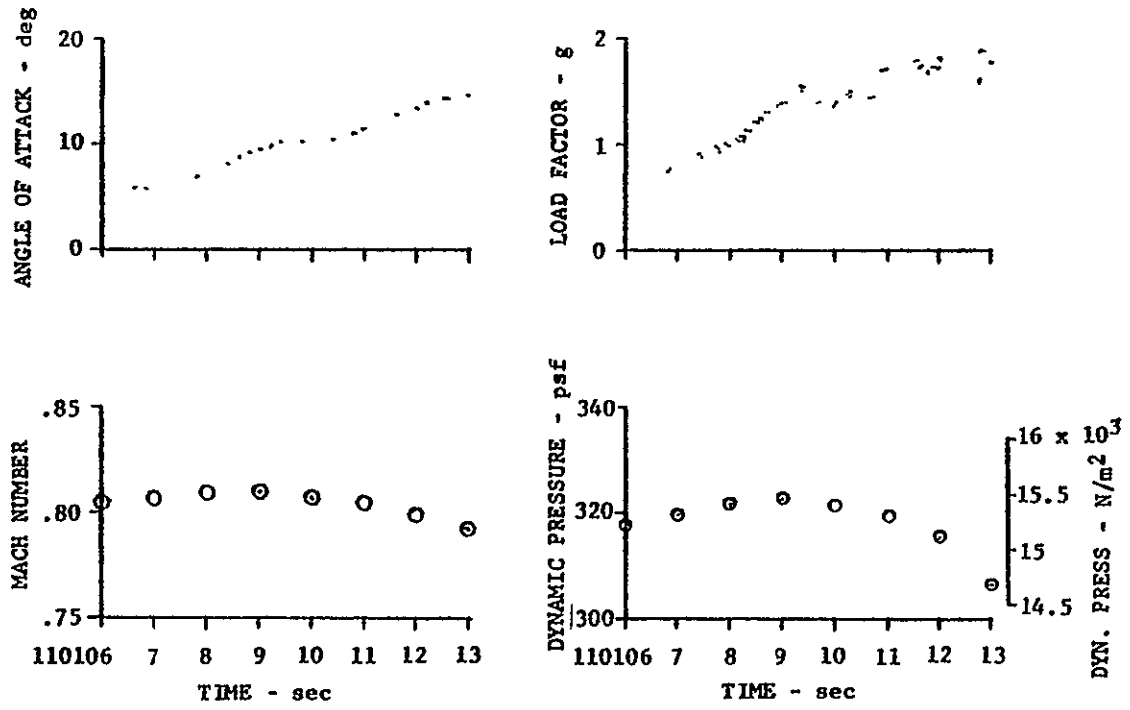 ANGLE OF ATTACK - deg
20
10
0
LOAD FACTOR - g
2
1
0
MACH NUMBER
.85
.80
.75
110106 7 8 9 10 11 12 13
TIME - sec
DYNAMIC PRESSURE - psf
340
320
300
110106 7 8 9 10 11 12 13
TIME - sec
16 x 10³
15.5
15
14.5
DYN. PRESS - N/m²